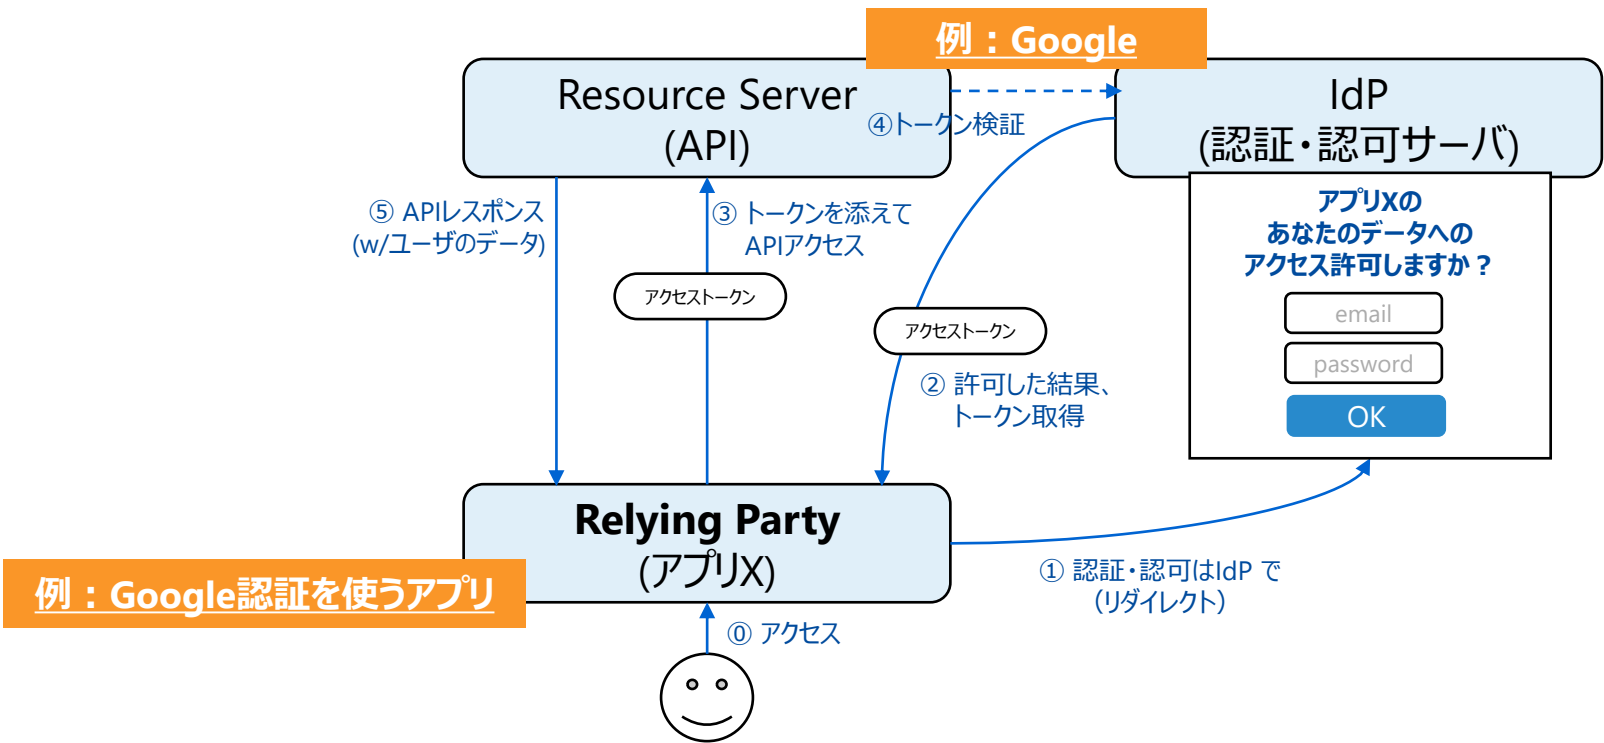 例：Google
Resource Server
(API)
IdP
(認証・認可サーバ)
④トークン検証
アプリXの
あなたのデータへの
アクセス許可しますか？
email
password
OK
⑤ APIレスポンス
(w/ユーザのデータ)
③ トークンを添えて
APIアクセス
アクセストークン
アクセストークン
② 許可した結果、
トークン取得
Relying Party
(アプリX)
例：Google認証を使うアプリ
① 認証・認可はIdP で
（リダイレクト）
⓪ アクセス